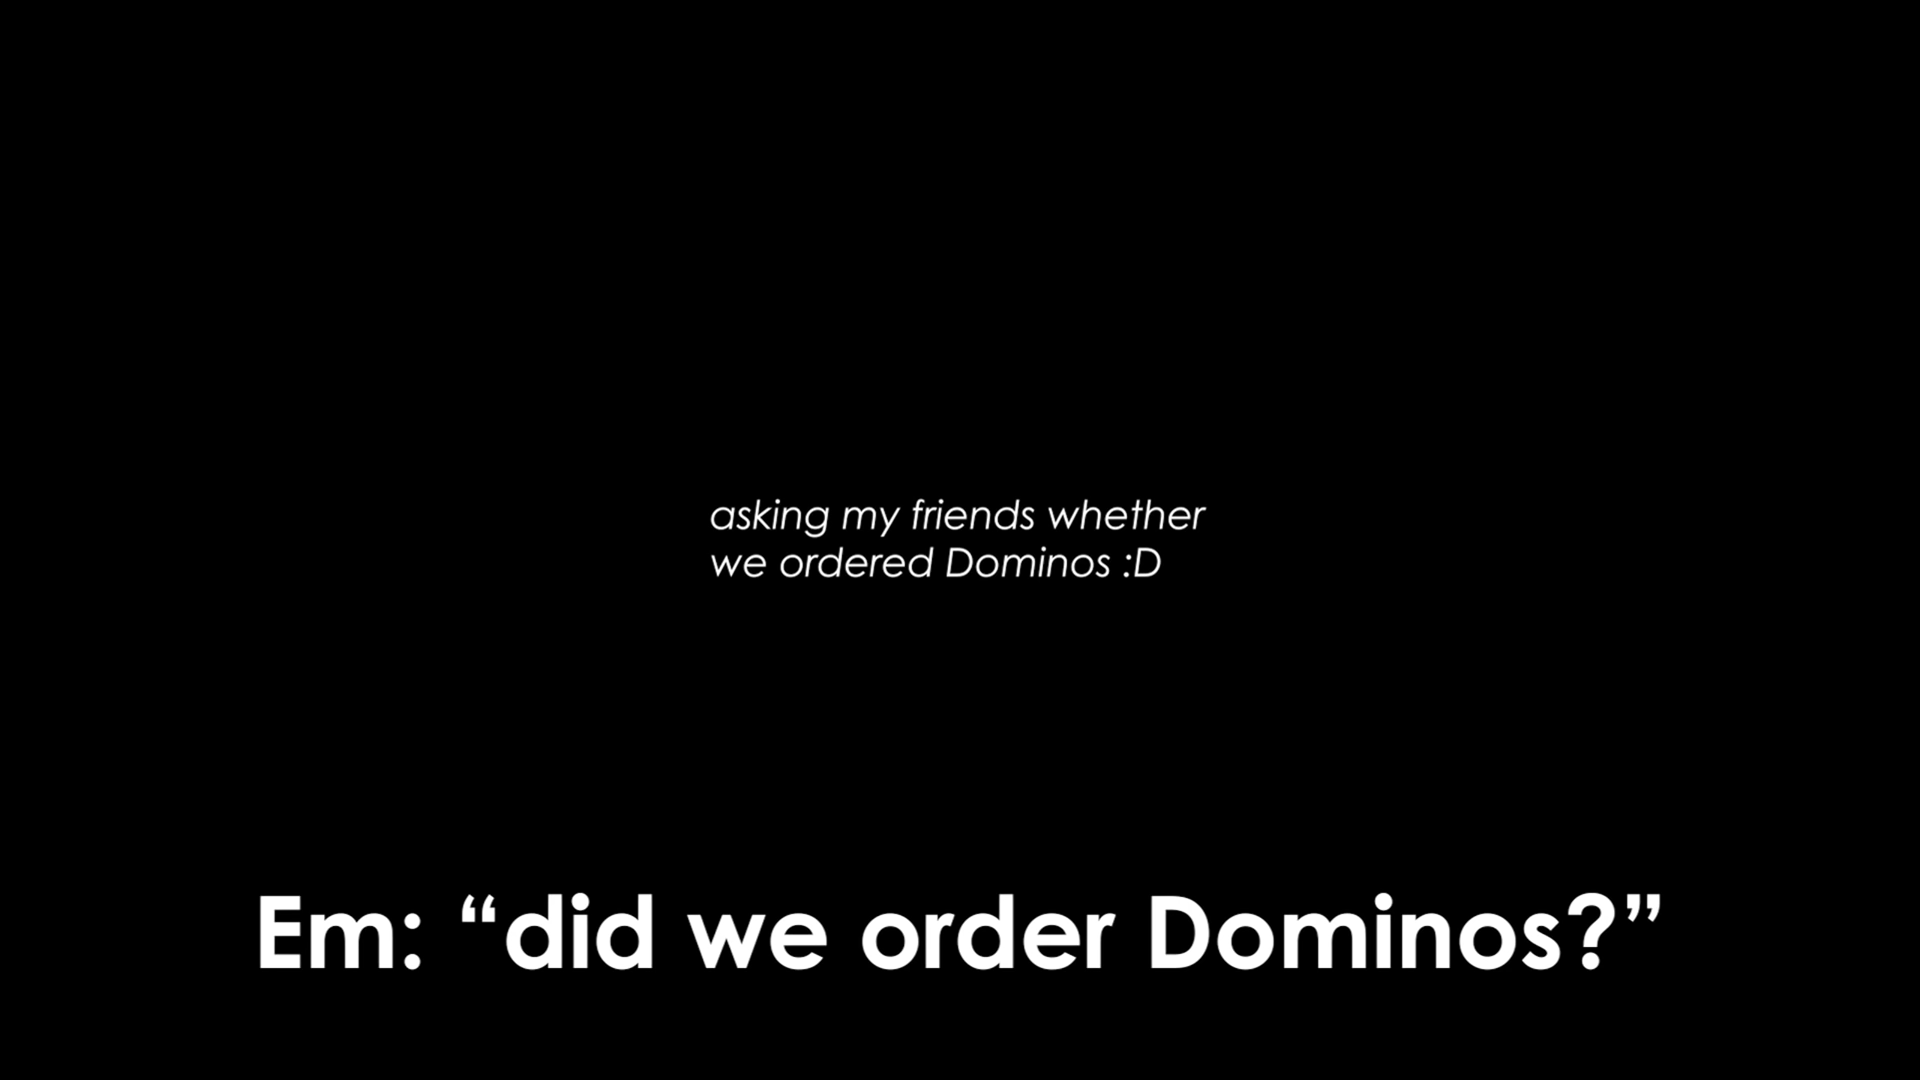 asking my friends whether
we ordered Dominos :D
Em: “did we order Dominos?”